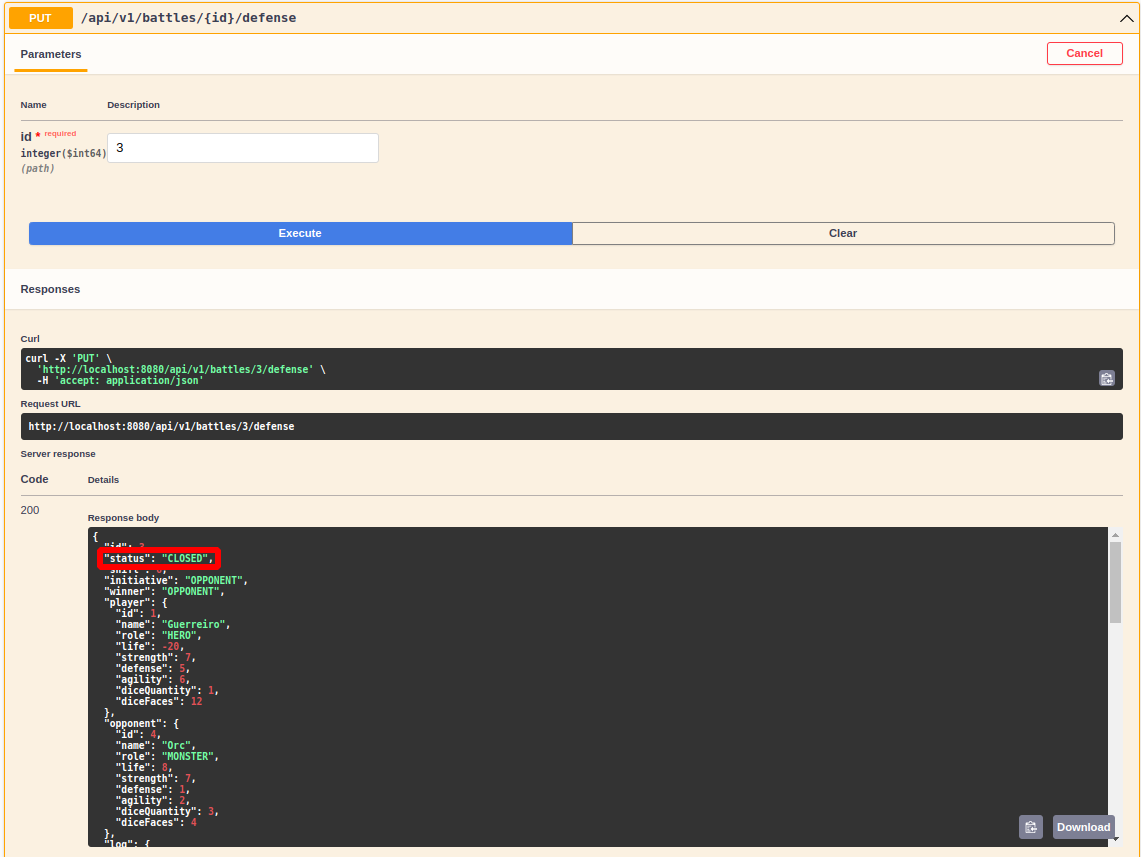 PUT /api/v1/battles/{id}/defense
Parameters
Cancel
Name Description
id * required
integer($int64)
(path)
3
Execute Clear
Responses
Curl
curl -X 'PUT' \
'http://localhost:8080/api/v1/battles/3/defense' \
-H 'accept: application/json'
Request URL
http://localhost:8080/api/v1/battles/3/defense
Server response
Code Details
200
Response body
{
"id": 3,
"status": "CLOSED",
"shift": 6,
"initiative": "OPPONENT",
"winner": "OPPONENT",
"player": {
"id": 1,
"name": "Guerreiro",
"role": "HERO",
"life": -20,
"strength": 7,
"defense": 5,
"agility": 6,
"diceQuantity": 1,
"diceFaces": 12
},
"opponent": {
"id": 4,
"name": "Orc",
"role": "MONSTER",
"life": 8,
"strength": 7,
"defense": 1,
"agility": 2,
"diceQuantity": 3,
"diceFaces": 4
},
"log": {
Download